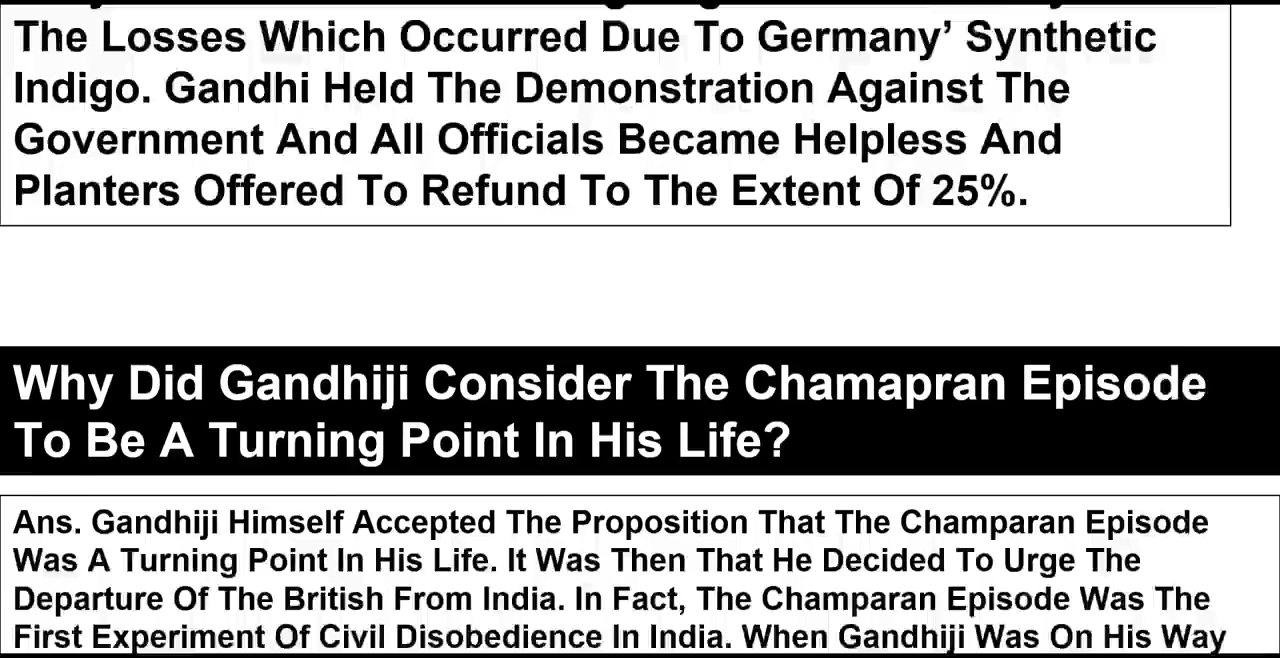 The Losses Which Occurred Due To Germany’ Synthetic
Indigo. Gandhi Held The Demonstration Against The
Government And All Officials Became Helpless And
Planters Offered To Refund To The Extent Of 25%.
Why Did Gandhiji Consider The Chamapran Episode
To Be A Turning Point In His Life?
Ans. Gandhiji Himself Accepted The Proposition That The Champaran Episode
Was A Turning Point In His Life. It Was Then That He Decided To Urge The
Departure Of The British From India. In Fact, The Champaran Episode Was The
First Experiment Of Civil Disobedience In India. When Gandhiji Was On His Way